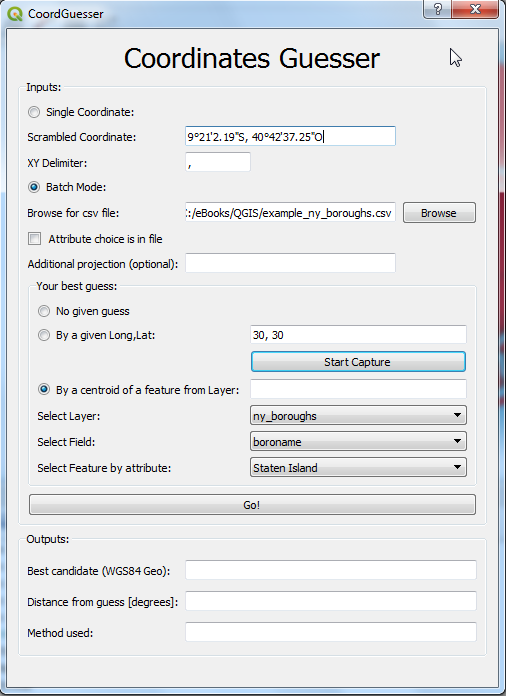 CoordGuesser
Coordinates Guesser
Inputs:
Single Coordinate:
Scrambled Coordinate: 9°21'2.19"S, 40°42'37.25"O
XY Delimiter: ,
Batch Mode:
Browse for csv file: :/eBooks/QGIS/example_ny_boroughs.csv Browse
Attribute choice is in file
Additional projection (optional):
Your best guess:
No given guess
By a given Long,Lat: 30, 30
Start Capture
By a centroid of a feature from Layer:
Select Layer: ny_boroughs
Select Field: boroname
Select Feature by attribute: Staten Island
Go!
Outputs:
Best candidate (WGS84 Geo):
Distance from guess [degrees]:
Method used: